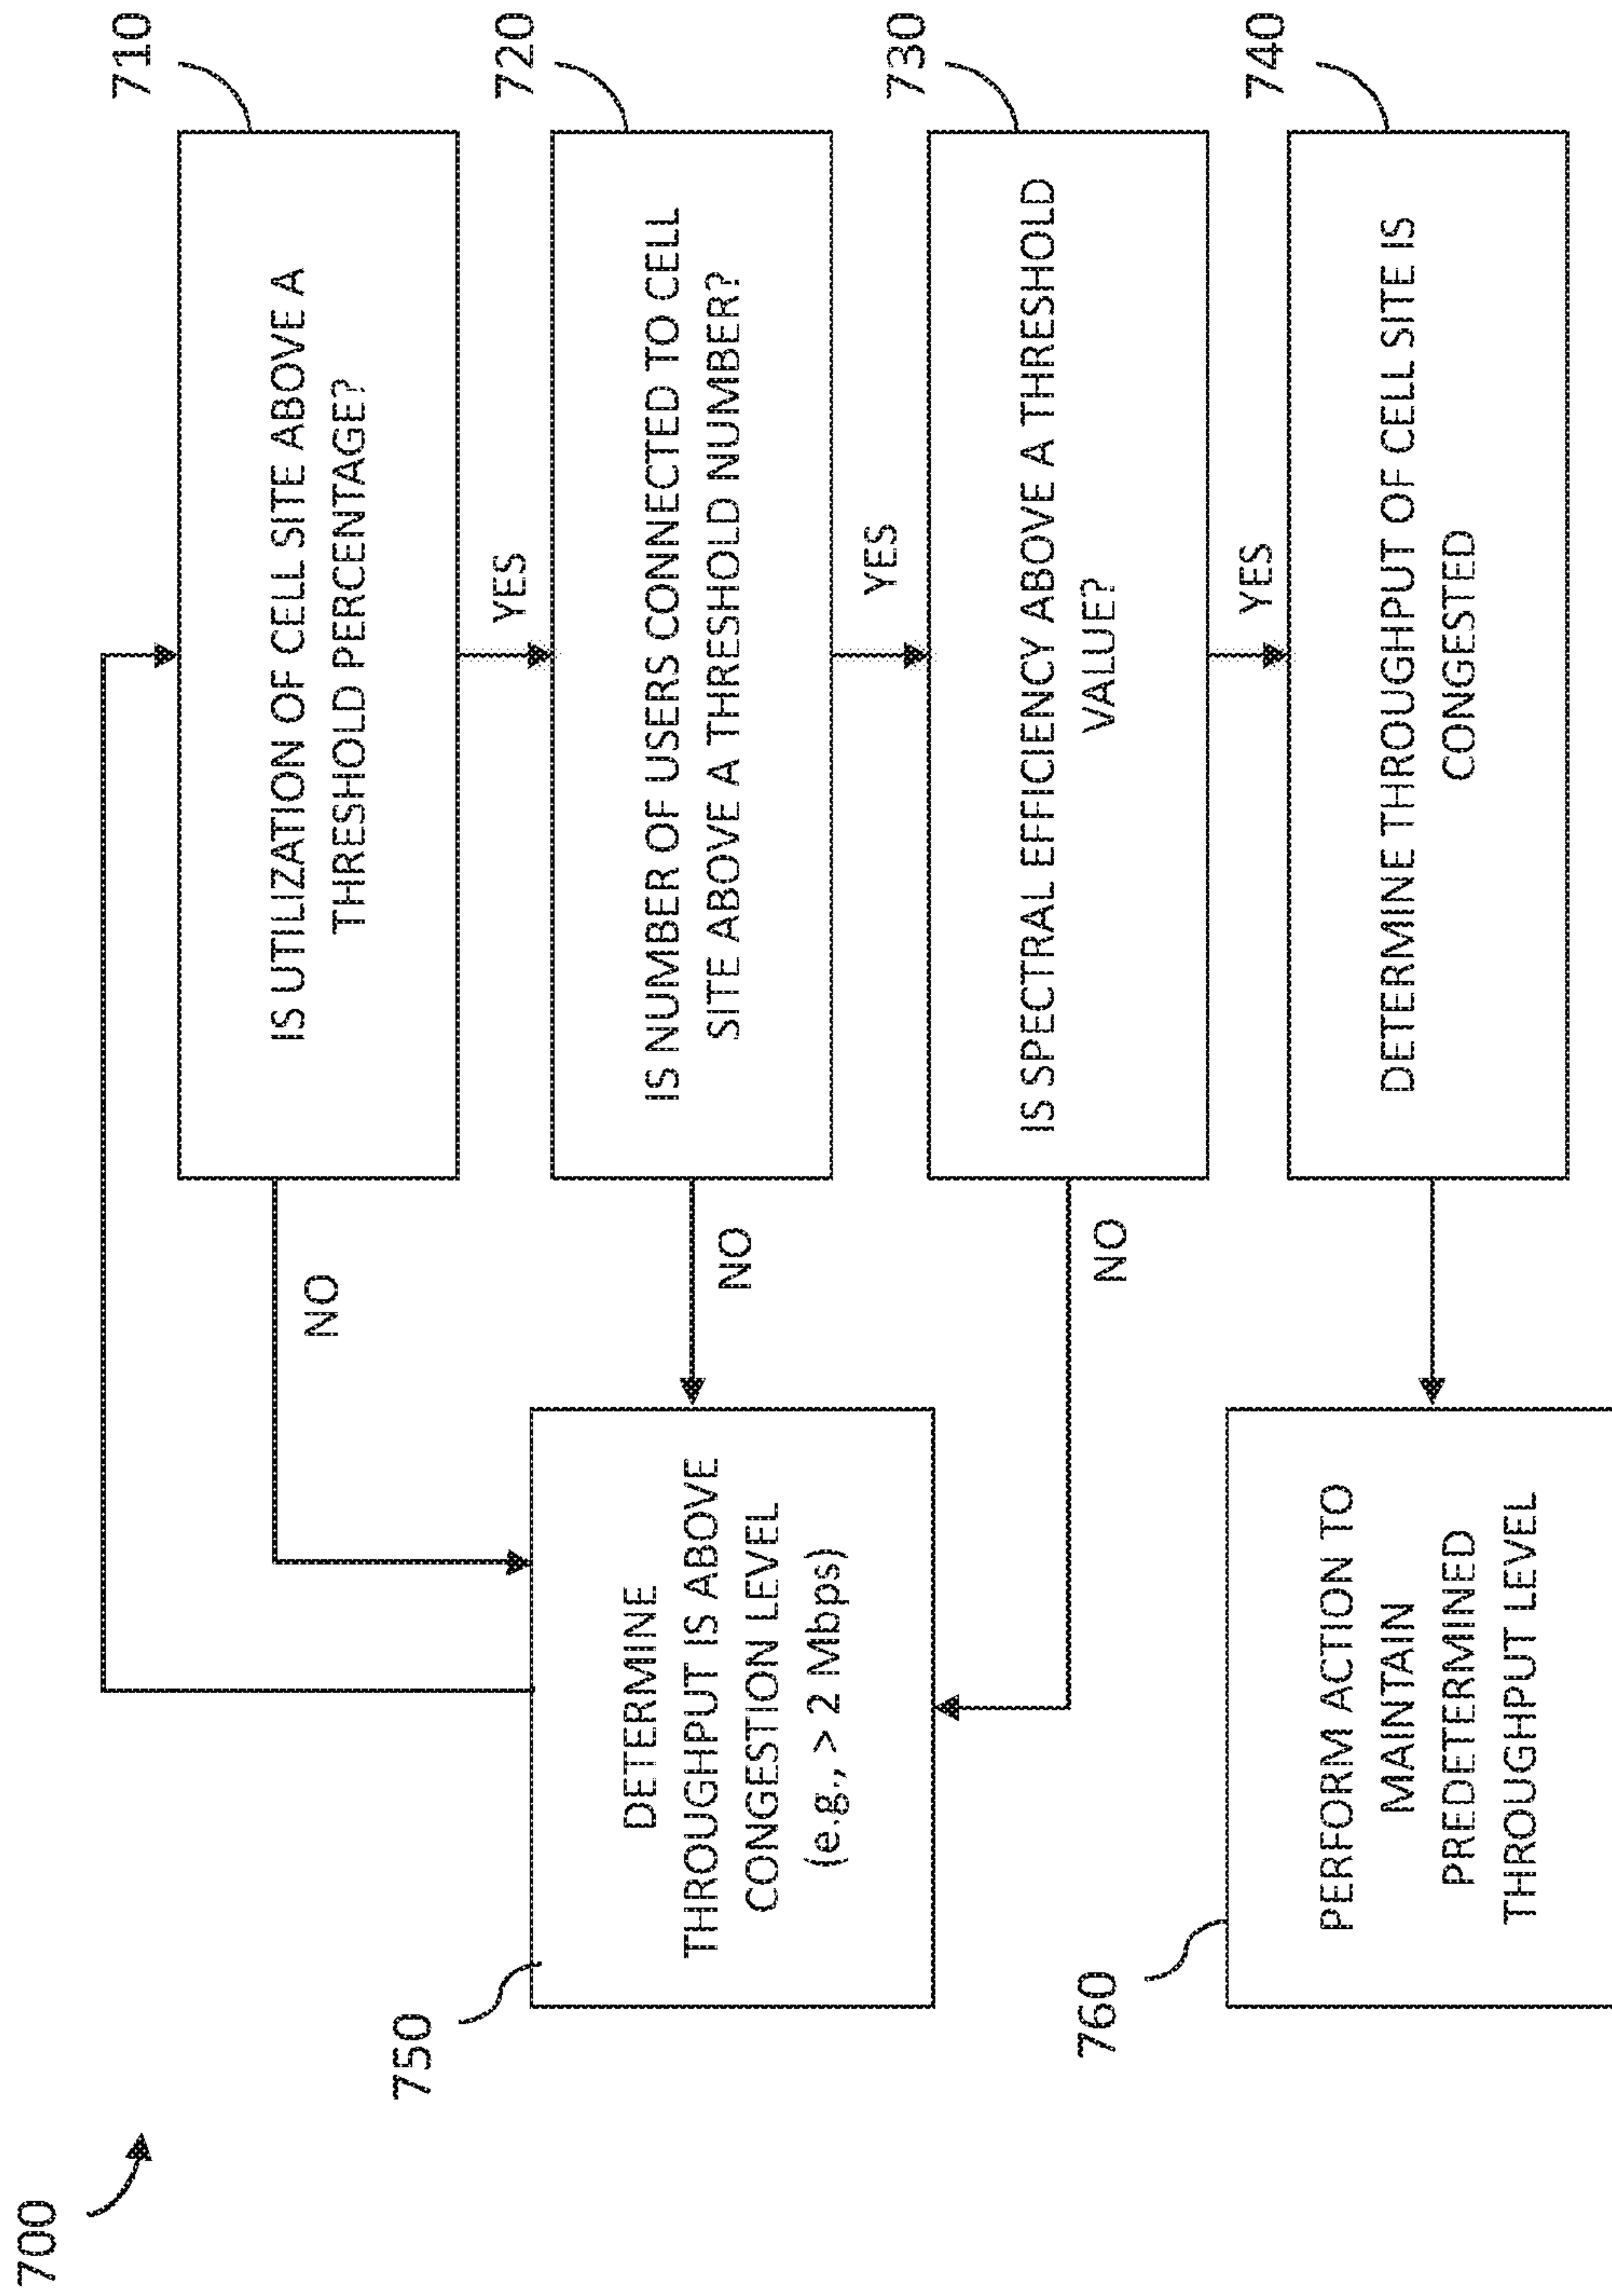 700
710
IS UTILIZATION OF CELL SITE ABOVE A
THRESHOLD PERCENTAGE?
NO
YES
720
IS NUMBER OF USERS CONNECTED TO CELL
SITE ABOVE A THRESHOLD NUMBER?
NO
YES
750
DETERMINE
THROUGHPUT IS ABOVE
CONGESTION LEVEL
(e.g., > 2 Mbps)
730
IS SPECTRAL EFFICIENCY ABOVE A THRESHOLD
VALUE?
NO
YES
740
DETERMINE THROUGHPUT OF CELL SITE IS
CONGESTED
760
PERFORM ACTION TO
MAINTAIN
PREDETERMINED
THROUGHPUT LEVEL